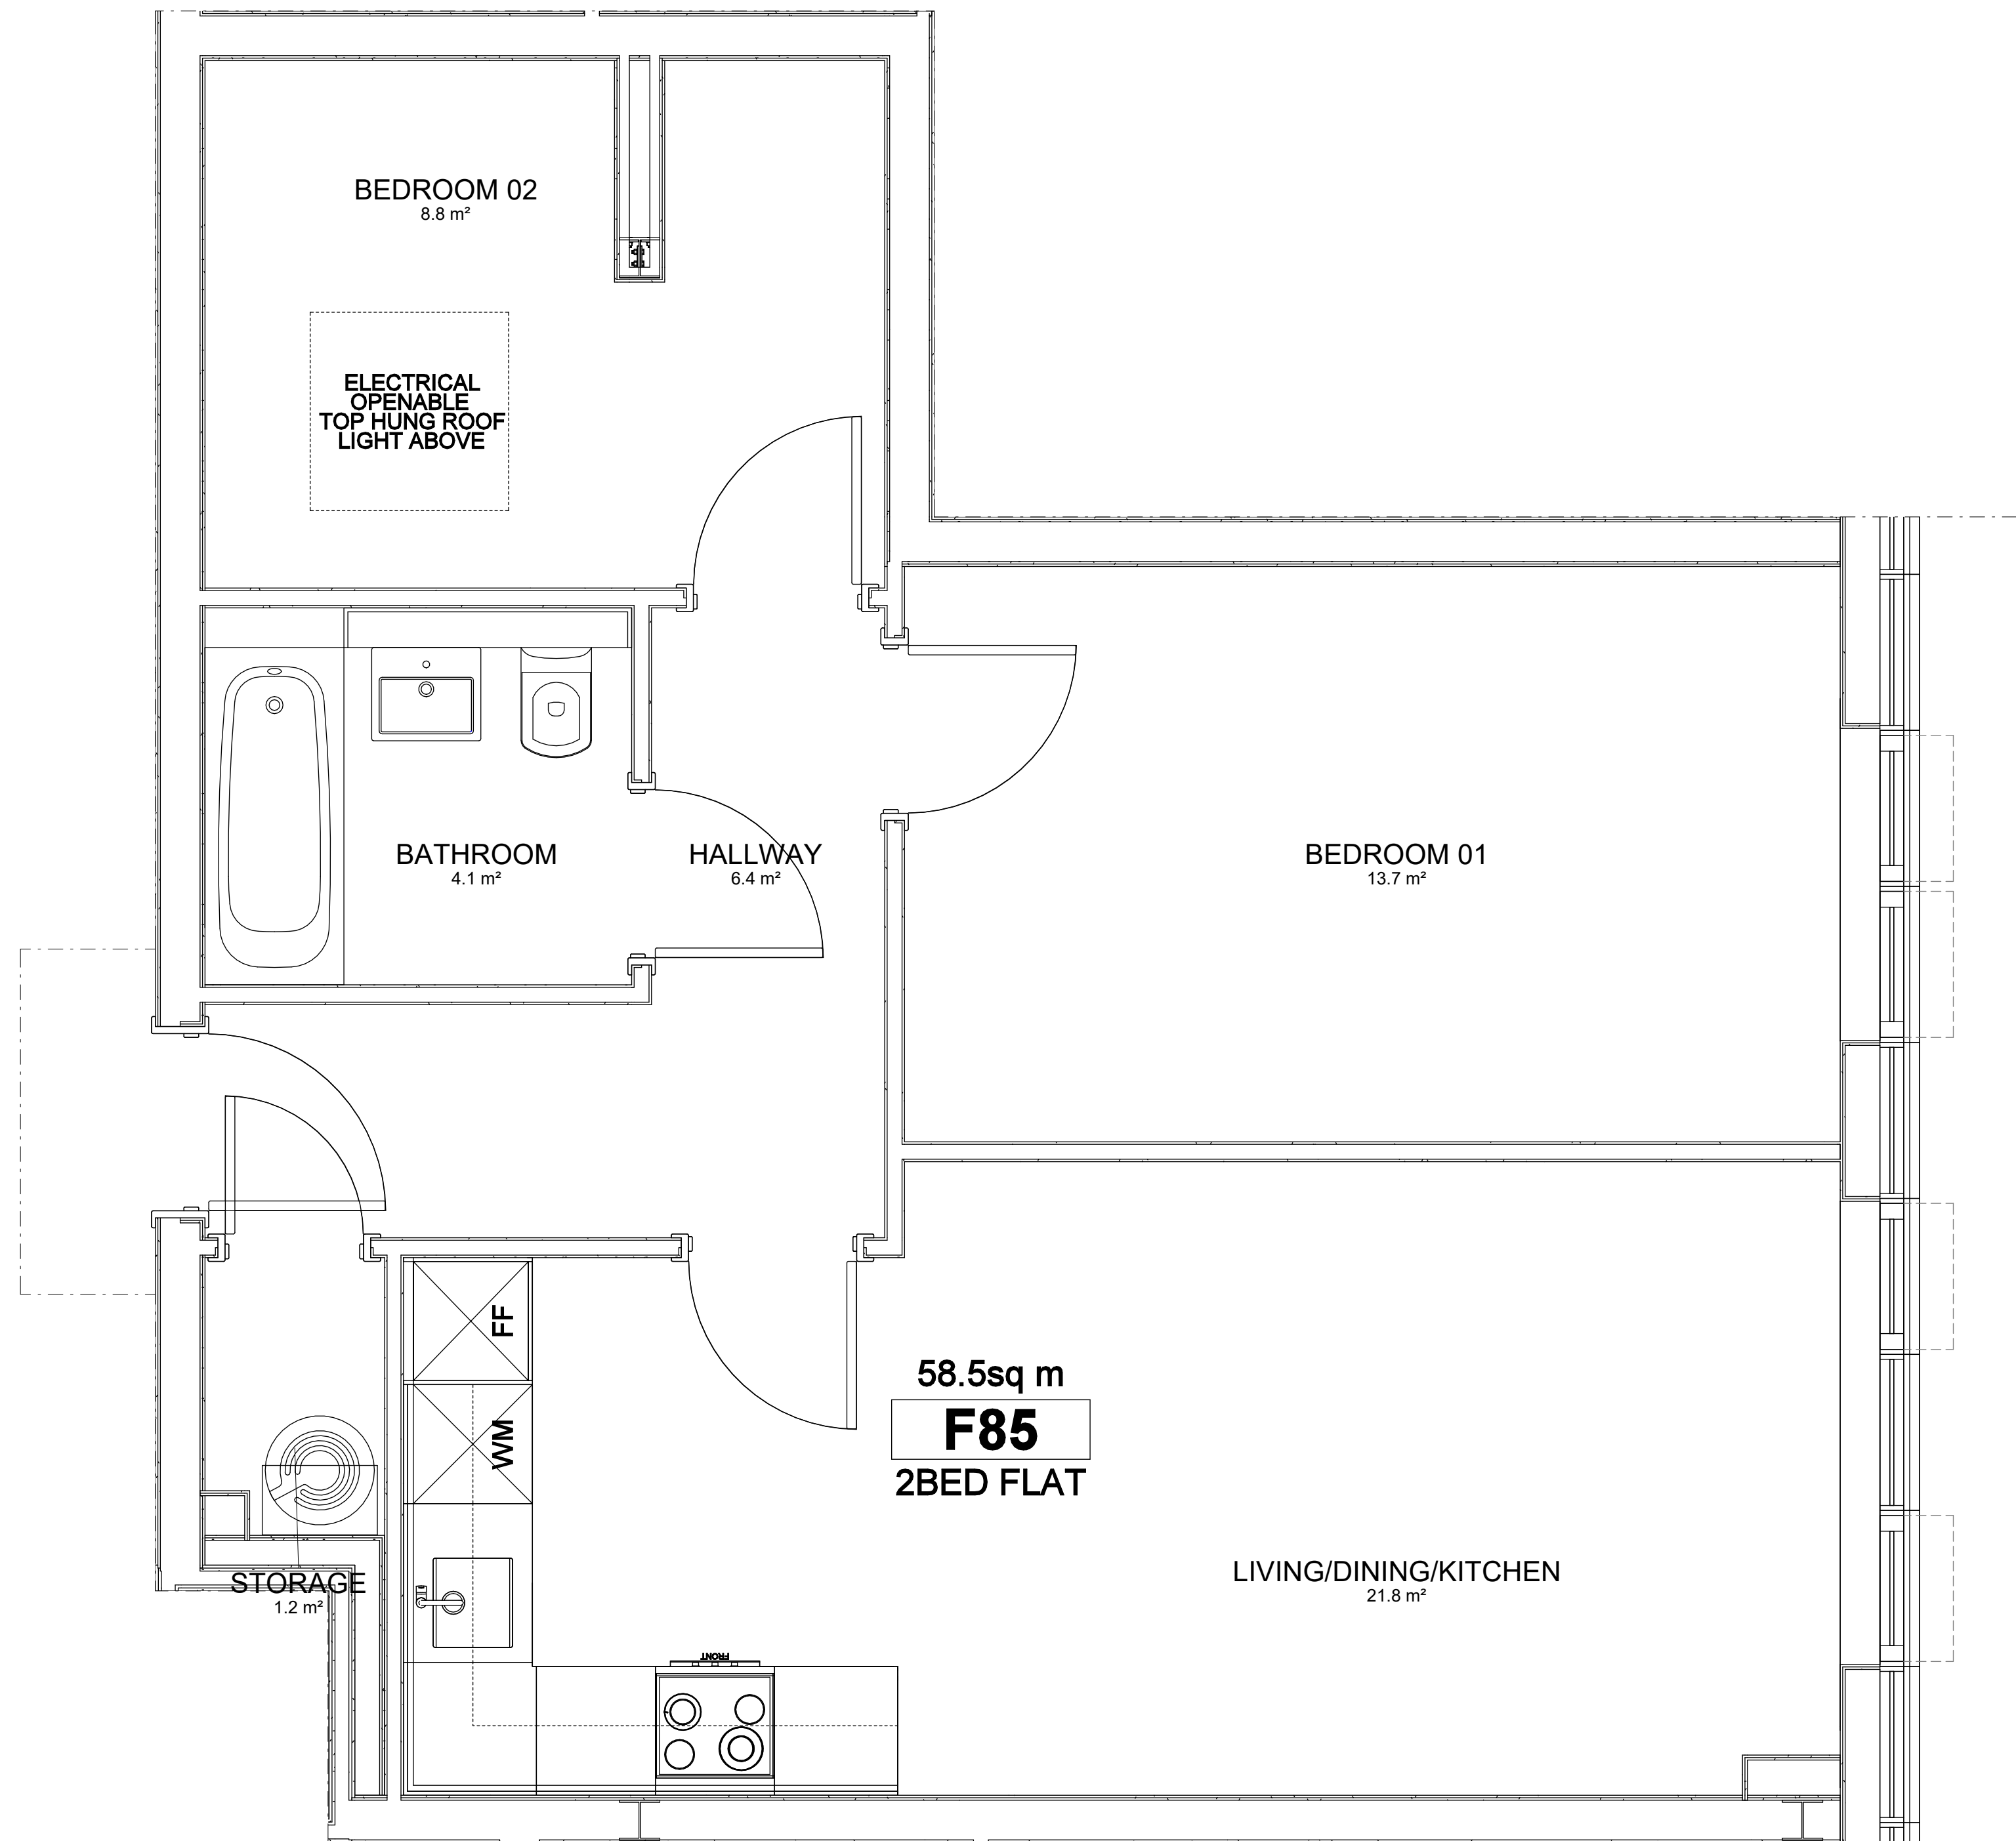 BEDROOM 02
8.8 m²
ELECTRICAL
OPENABLE
TOP HUNG ROOF
LIGHT ABOVE
BATHROOM
4.1 m²
HALLWAY
6.4 m²
BEDROOM 01
13.7 m²
FF
WM
58.5sq m
F85
2BED FLAT
STORAGE
1.2 m²
LIVING/DINING/KITCHEN
21.8 m²
FRONT